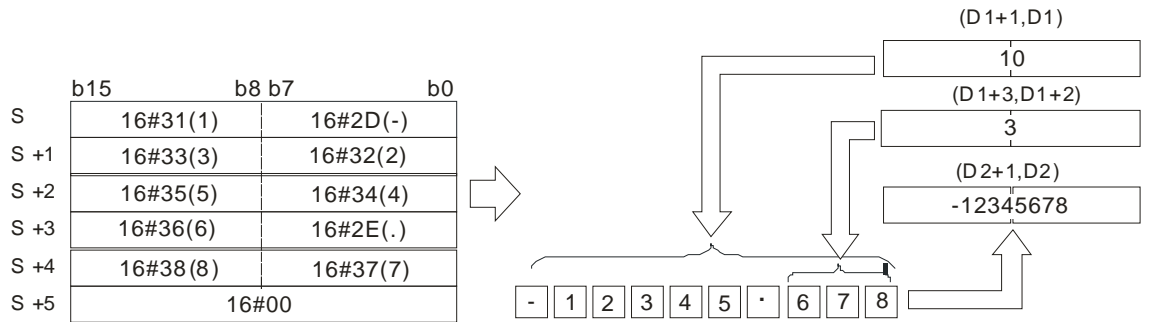 b15 b8 b7 b0
S 16#31(1) 16#2D(-)
S +1 16#33(3) 16#32(2)
S +2 16#35(5) 16#34(4)
S +3 16#36(6) 16#2E(.)
S +4 16#38(8) 16#37(7)
S +5 16#00
(D1+1,D1)
10
(D1+3,D1+2)
3
(D2+1,D2)
-12345678
- 1 2 3 4 5 . 6 7 8